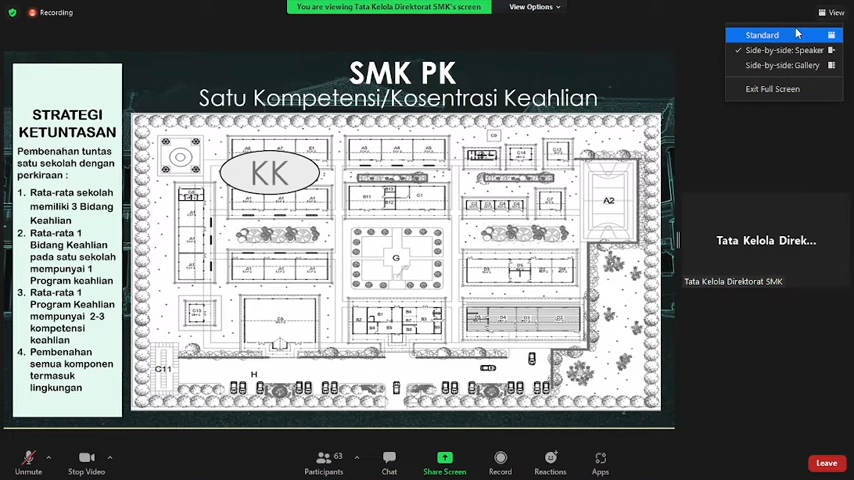 Recording
You are viewing Tata Kelola Direktorat SMK's screen
View Options
View
Standard
Side-by-side: Speaker
Side-by-side: Gallery
Exit Full Screen
SMK PK
Satu Kompetensi/Kosentrasi Keahlian
STRATEGI
KETUNTASAN
Pembenahan tuntas
satu sekolah dengan
perkiraan :
1. Rata-rata sekolah
memiliki 3 Bidang
Keahlian
2. Rata-rata 1
Bidang Keahlian
pada satu sekolah
mempunyai 1
Program keahlian
3. Rata-rata 1
Program Keahlian
mempunyai 2-3
kompetensi
keahlian
4. Pembenahan
semua komponen
termasuk
lingkungan
KK
A2
G
C11
H
Tata Kelola Direk...
Tata Kelola Direktorat SMK
Unmute
Stop Video
63
Participants
Chat
Share Screen
Record
Reactions
Apps
Leave